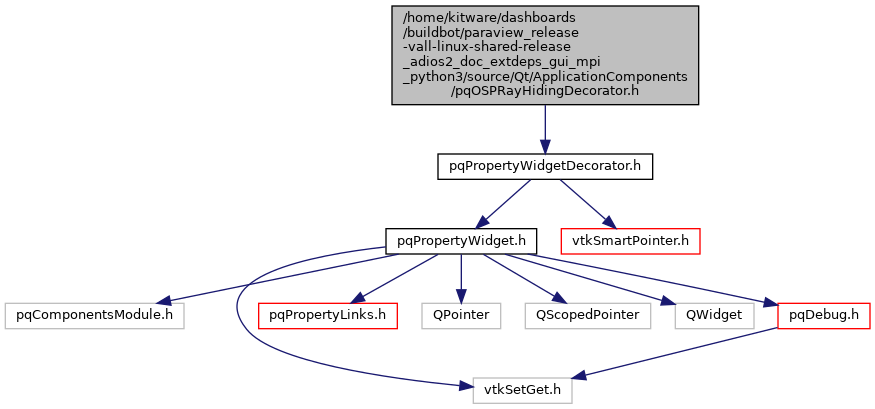 /home/kitware/dashboards
/buildbot/paraview_release
-vall-linux-shared-release
_adios2_doc_extdeps_gui_mpi
_python3/source/Qt/ApplicationComponents
/pqOSPRayHidingDecorator.h
pqPropertyWidgetDecorator.h
pqPropertyWidget.h
vtkSmartPointer.h
pqComponentsModule.h
pqPropertyLinks.h
QPointer
QScopedPointer
QWidget
pqDebug.h
vtkSetGet.h